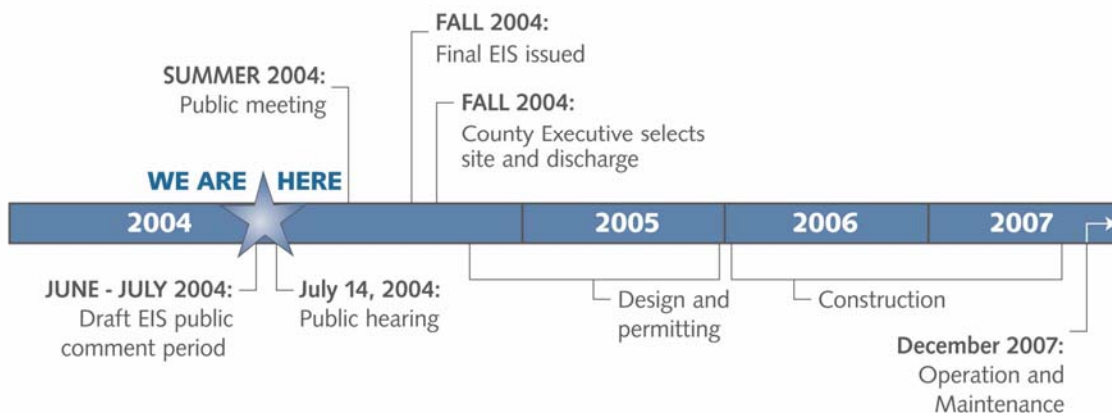 FALL 2004:
Final EIS issued
SUMMER 2004:
Public meeting
FALL 2004:
County Executive selects
site and discharge
WE ARE HERE
2004 2005 2006 2007
JUNE - JULY 2004:
Draft EIS public
comment period
July 14, 2004:
Public hearing
Design and
permitting
Construction
December 2007:
Operation and
Maintenance